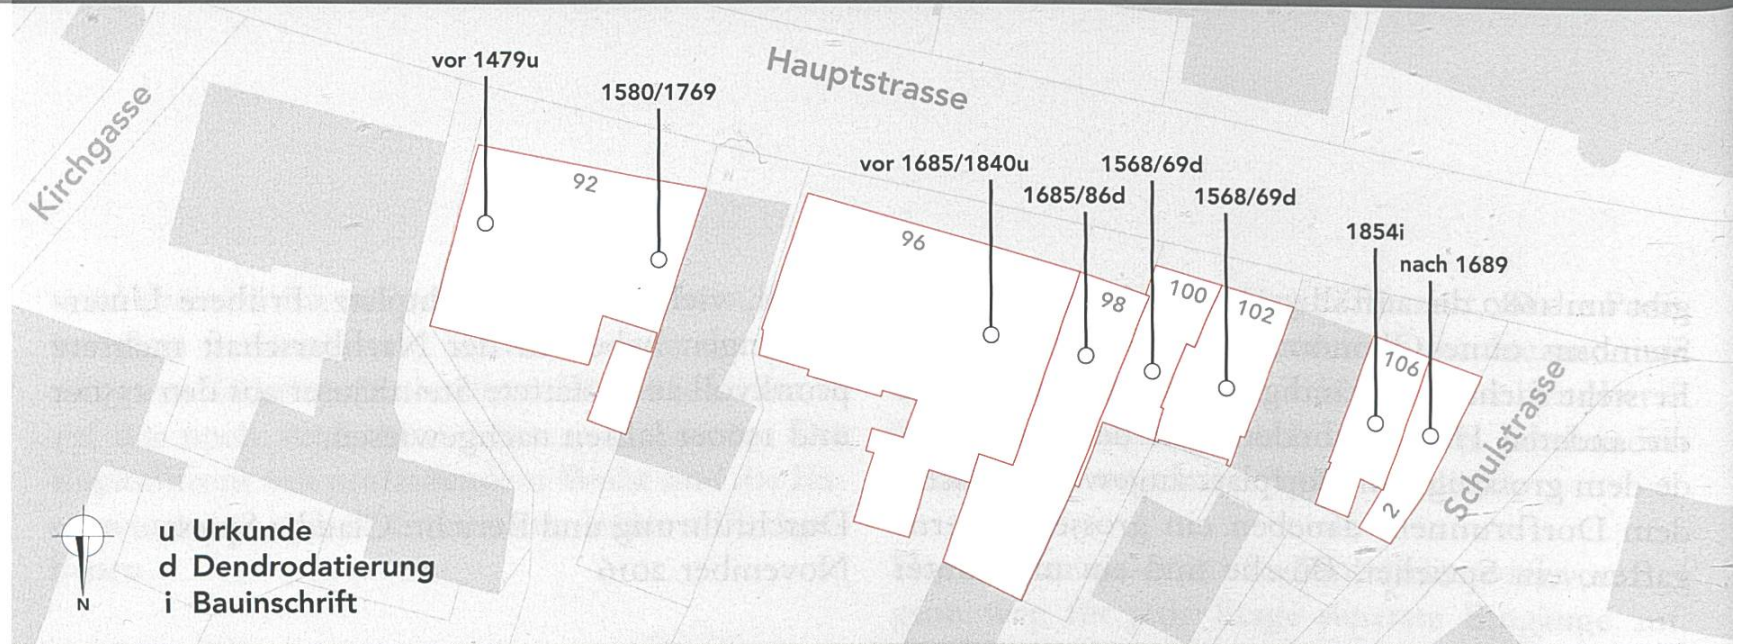 vor 1479u
1580/1769
Hauptstrasse
Kirchgasse
vor 1685/1840u
1568/69d
1685/86d
1568/69d
1854i
nach 1689
92
96
98
100
102
106
2
Schulstrasse
u Urkunde
d Dendrodatierung
i Bauinschrift
N